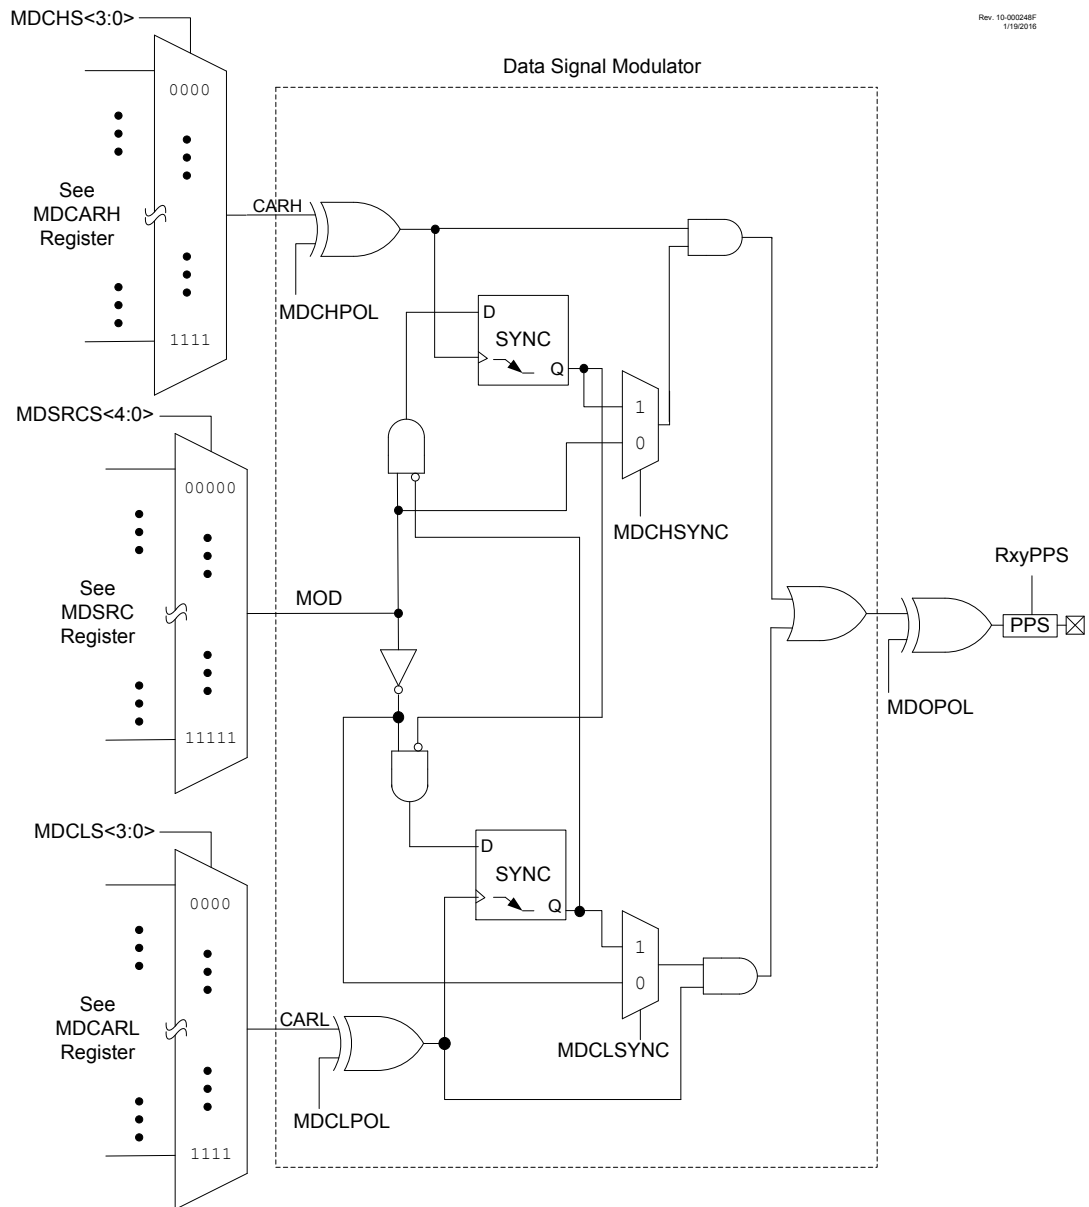 MDCHS<3:0>
Rev. 10-000248F
1/19/2016
Data Signal Modulator
0000
See
MDCARH
Register
CARH
MDCHPOL
1111
D
SYNC
Q
1
0
MDCHSYNC
MDSRCS<4:0>
00000
See
MDSRC
Register
MOD
11111
RxyPPS
PPS
MDOPOL
MDCLS<3:0>
0000
See
MDCARL
Register
CARL
MDCLPOL
1111
D
SYNC
Q
1
0
MDCLSYNC